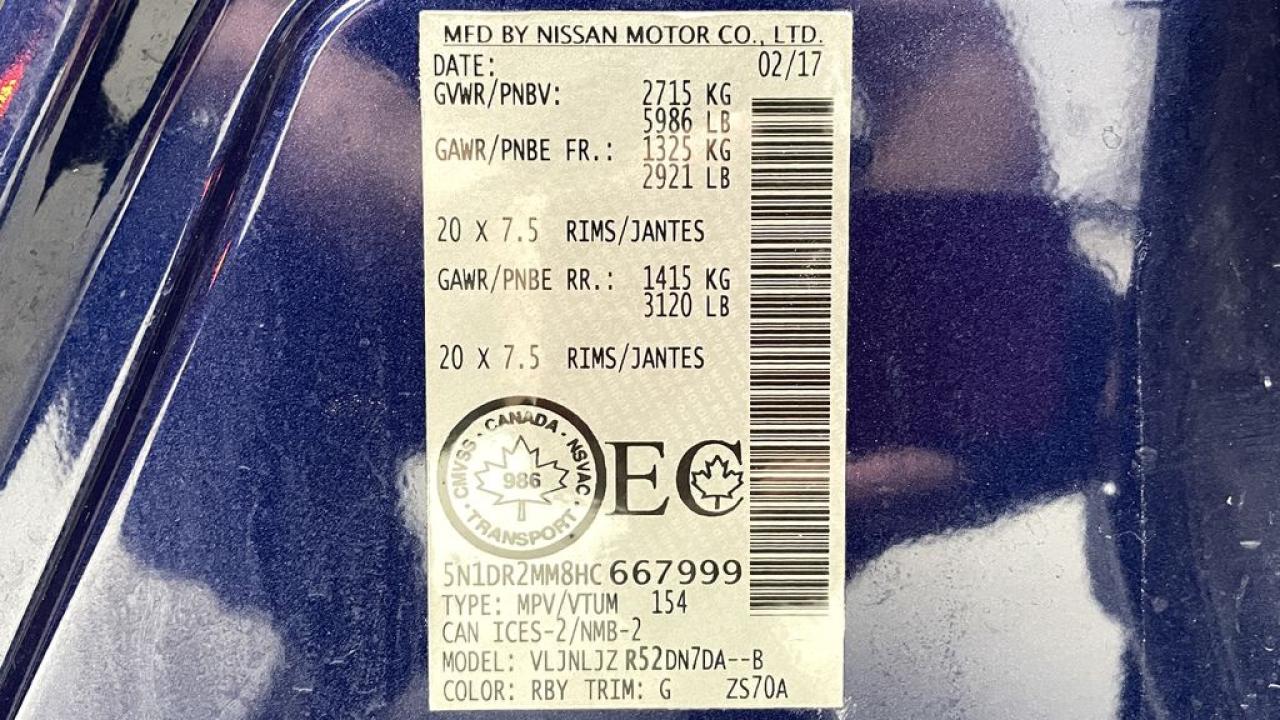 MFD BY NISSAN MOTOR CO., LTD.
DATE: 02/17
GVWR/PNBV: 2715 KG
5986 LB
GAWR/PNBE FR.: 1325 KG
2921 LB
20 X 7.5 RIMS/JANTES
GAWR/PNBE RR.: 1415 KG
3120 LB
20 X 7.5 RIMS/JANTES
CMVSS · CANADA · NSVAC · TRANSPORT ·
986
EC
5N1DR2MM8HC667999
TYPE: MPV/VTUM 154
CAN ICES-2/NMB-2
MODEL: VLJNLJZ R52DN7DA--B
COLOR: RBY TRIM: G ZS70A